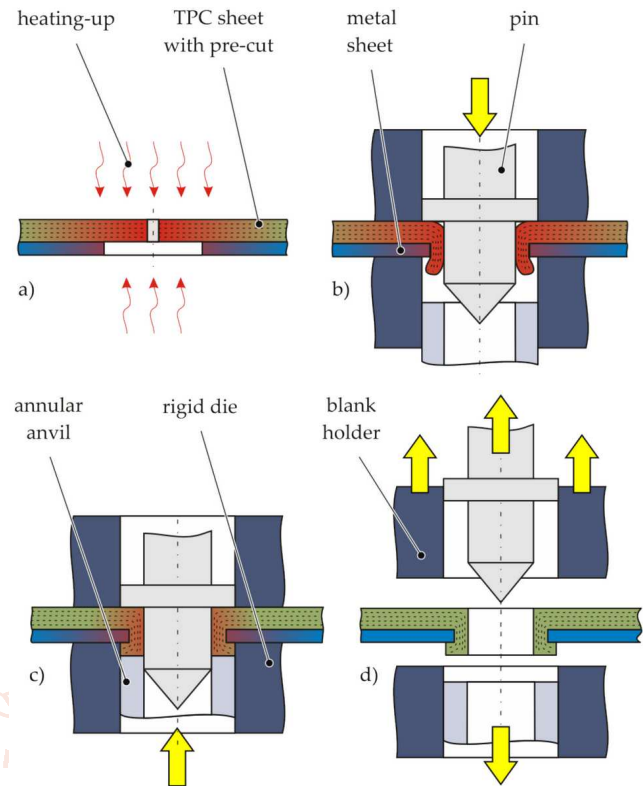 heating-up
TPC sheet
with pre-cut
metal
sheet
pin
a)
b)
annular
anvil
rigid die
blank
holder
c)
d)